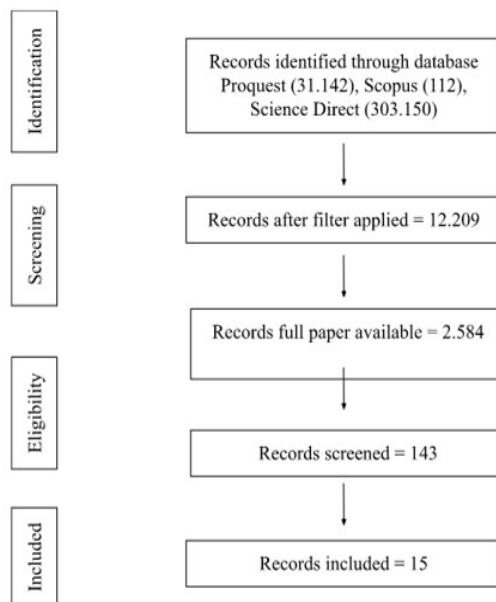 Identification
Records identified through database
Proquest (31.142), Scopus (112),
Science Direct (303.150)
Screening
Records after filter applied = 12.209
Records full paper available = 2.584
Eligibility
Records screened = 143
Included
Records included = 15